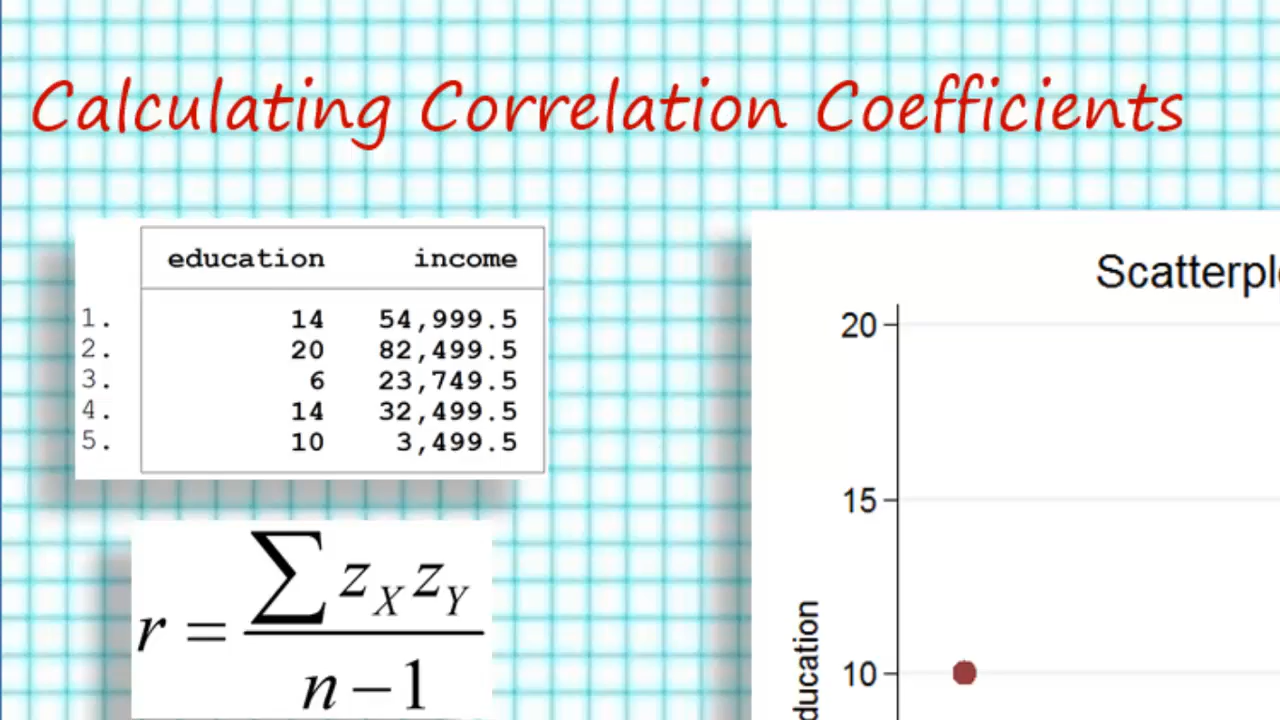 Calculating Correlation Coefficients
education income
1. 14 54,999.5
2. 20 82,499.5
3. 6 23,749.5
4. 14 32,499.5
5. 10 3,499.5
r = ∑ z_X z_Y
n − 1
Scatterpl
20
15
10
ducation